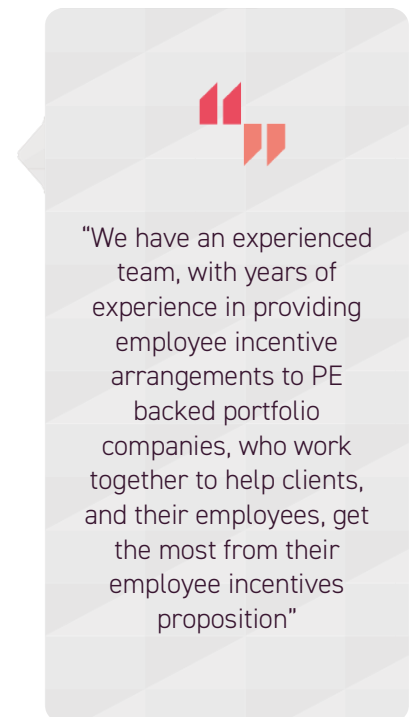 “We have an experienced
team, with years of
experience in providing
employee incentive
arrangements to PE
backed portfolio
companies, who work
together to help clients,
and their employees, get
the most from their
employee incentives
proposition”